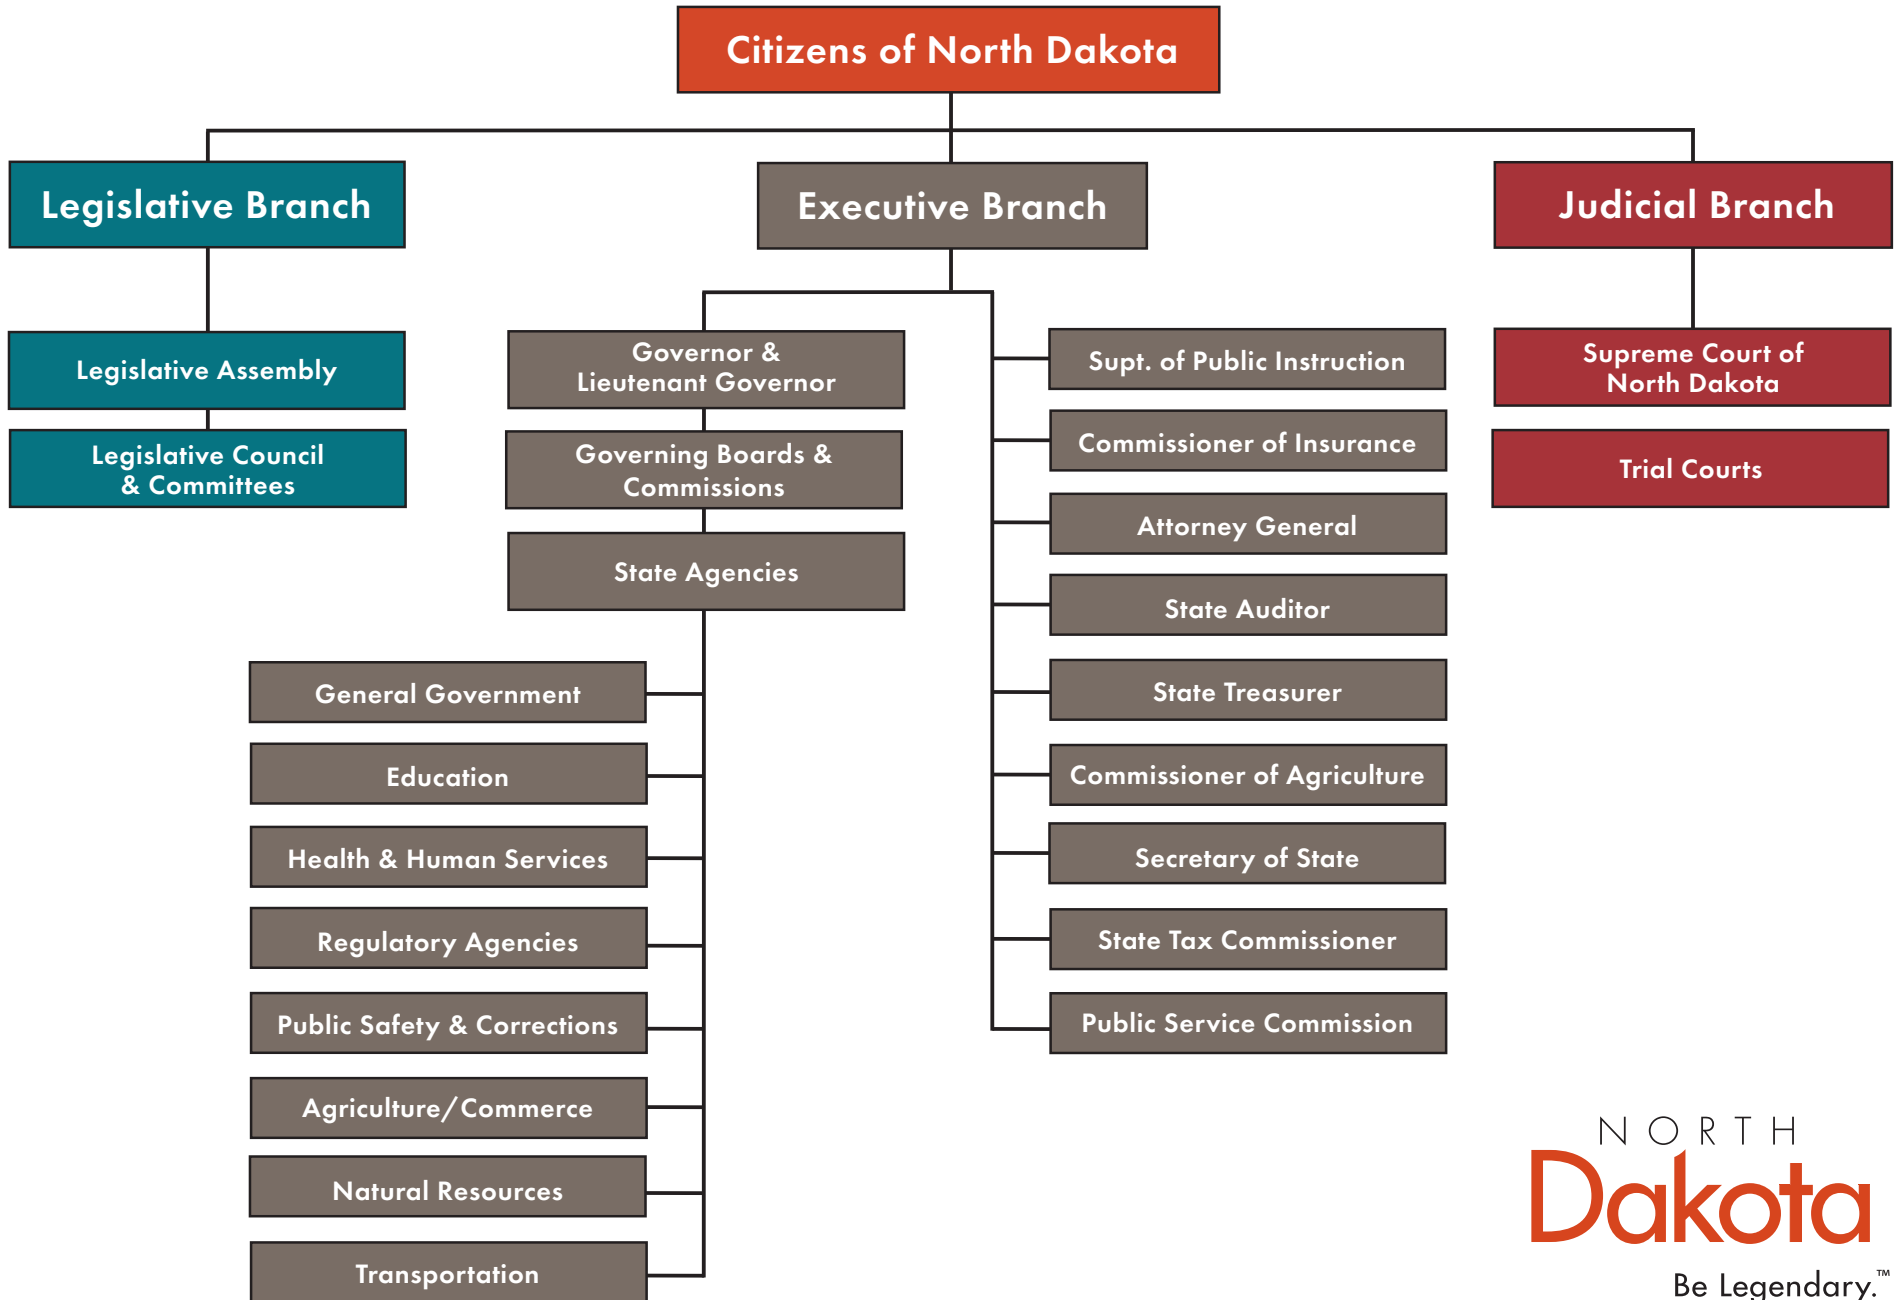 Citizens of North Dakota
Legislative Branch
Executive Branch
Judicial Branch
Legislative Assembly
Legislative Council
& Committees
Governor &
Lieutenant Governor
Governing Boards &
Commissions
State Agencies
General Government
Education
Health & Human Services
Regulatory Agencies
Public Safety & Corrections
Agriculture/Commerce
Natural Resources
Transportation
Supt. of Public Instruction
Commissioner of Insurance
Attorney General
State Auditor
State Treasurer
Commissioner of Agriculture
Secretary of State
State Tax Commissioner
Public Service Commission
Supreme Court of
North Dakota
Trial Courts
NORTH
Dakota
Be Legendary.™